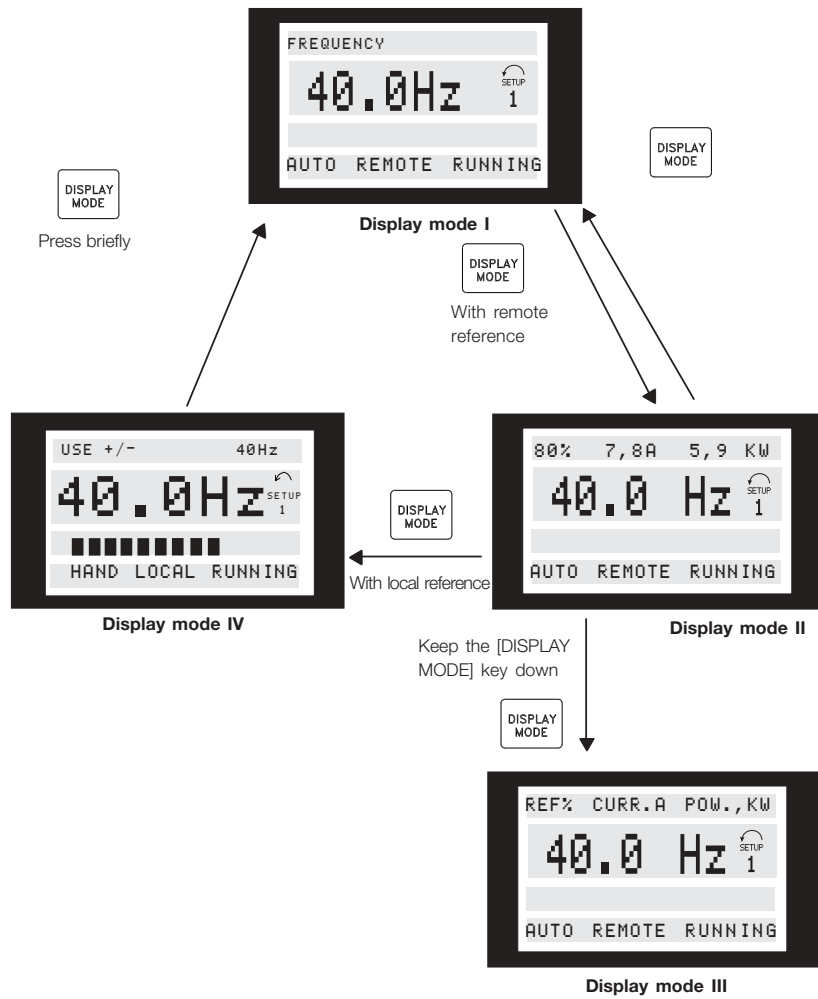 FREQUENCY
40.0Hz
SETUP
1
AUTO REMOTE RUNNING
Display mode I
DISPLAY
MODE
Press briefly
DISPLAY
MODE
DISPLAY
MODE
With remote
reference
USE +/- 40Hz
40.0Hz
SETUP
1
HAND LOCAL RUNNING
Display mode IV
DISPLAY
MODE
With local reference
80% 7,8A 5,9 KW
40.0 Hz
SETUP
1
AUTO REMOTE RUNNING
Display mode II
Keep the [DISPLAY
MODE] key down
DISPLAY
MODE
REF% CURR.A POW.,KW
40.0 Hz
SETUP
1
AUTO REMOTE RUNNING
Display mode III